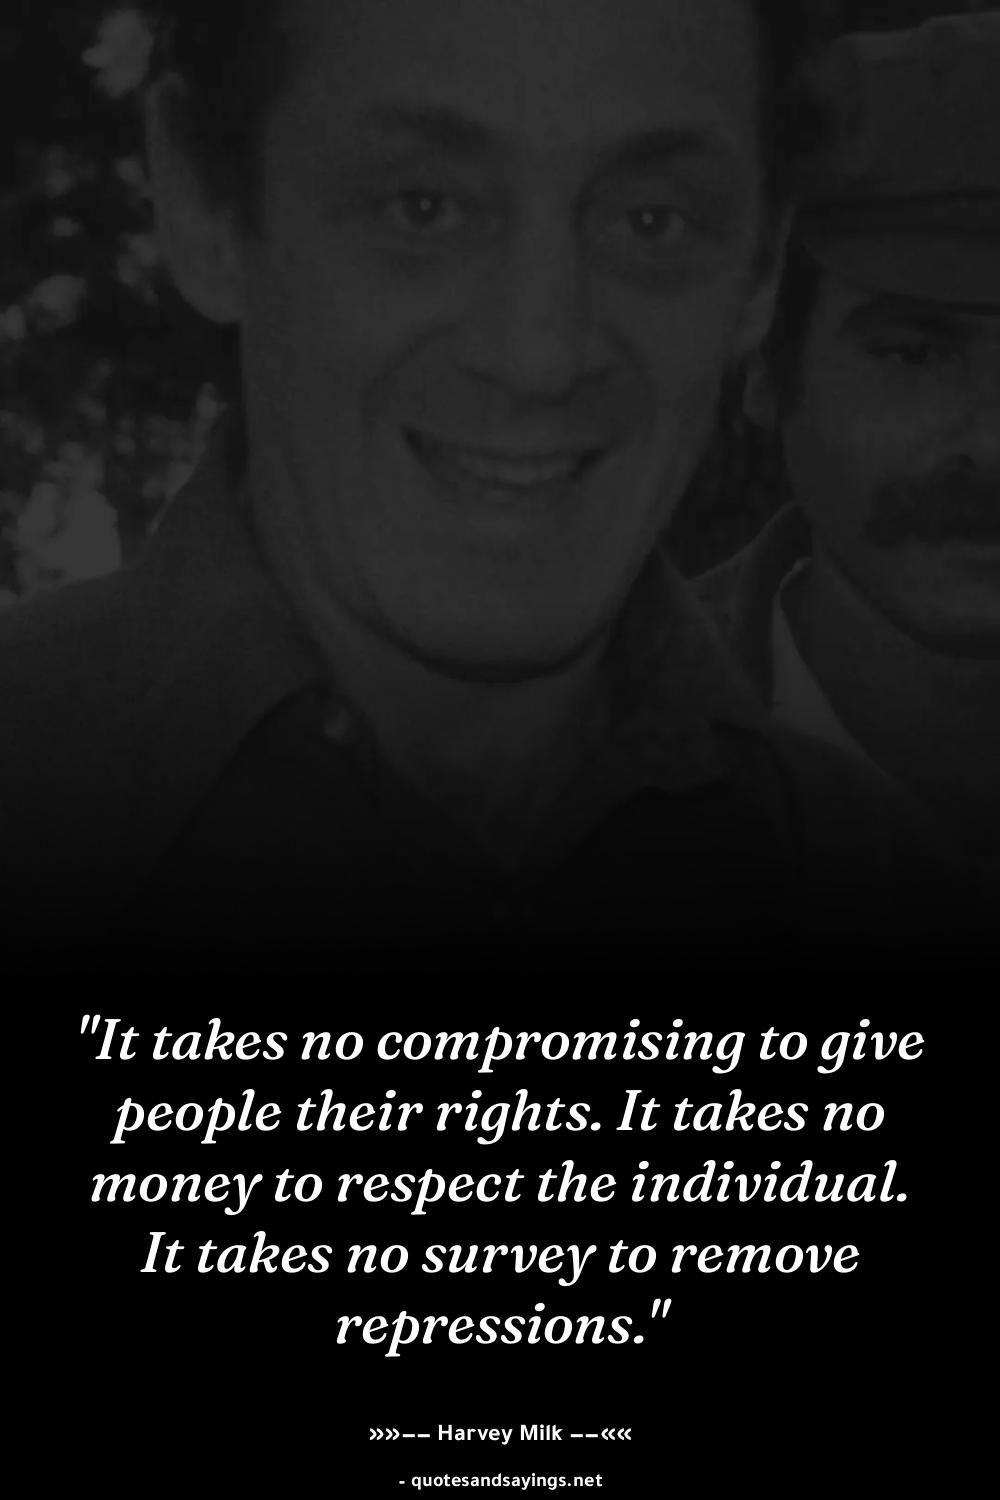 "It takes no compromising to give
people their rights. It takes no
money to respect the individual.
It takes no survey to remove
repressions."
»»−− Harvey Milk −−««
- quotesandsayings.net